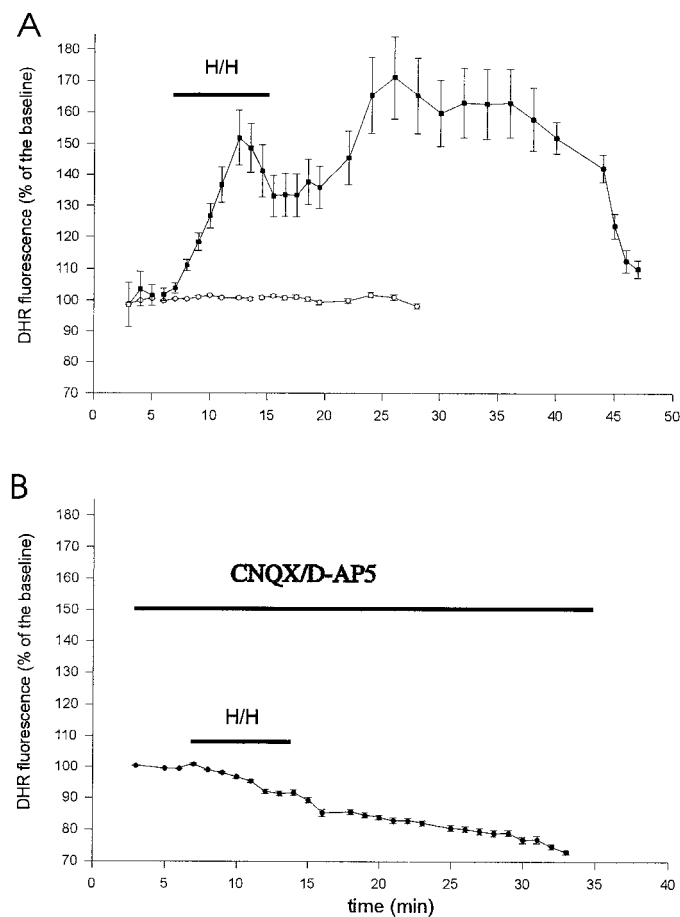 A
H/H
DHR fluorescence (% of the baseline)
180
170
160
150
140
130
120
110
100
90
80
70
0 5 10 15 20 25 30 35 40 45 50
B
CNQX/D-AP5
H/H
DHR fluorescence (% of the baseline)
180
170
160
150
140
130
120
110
100
90
80
70
0 5 10 15 20 25 30 35 40
time (min)